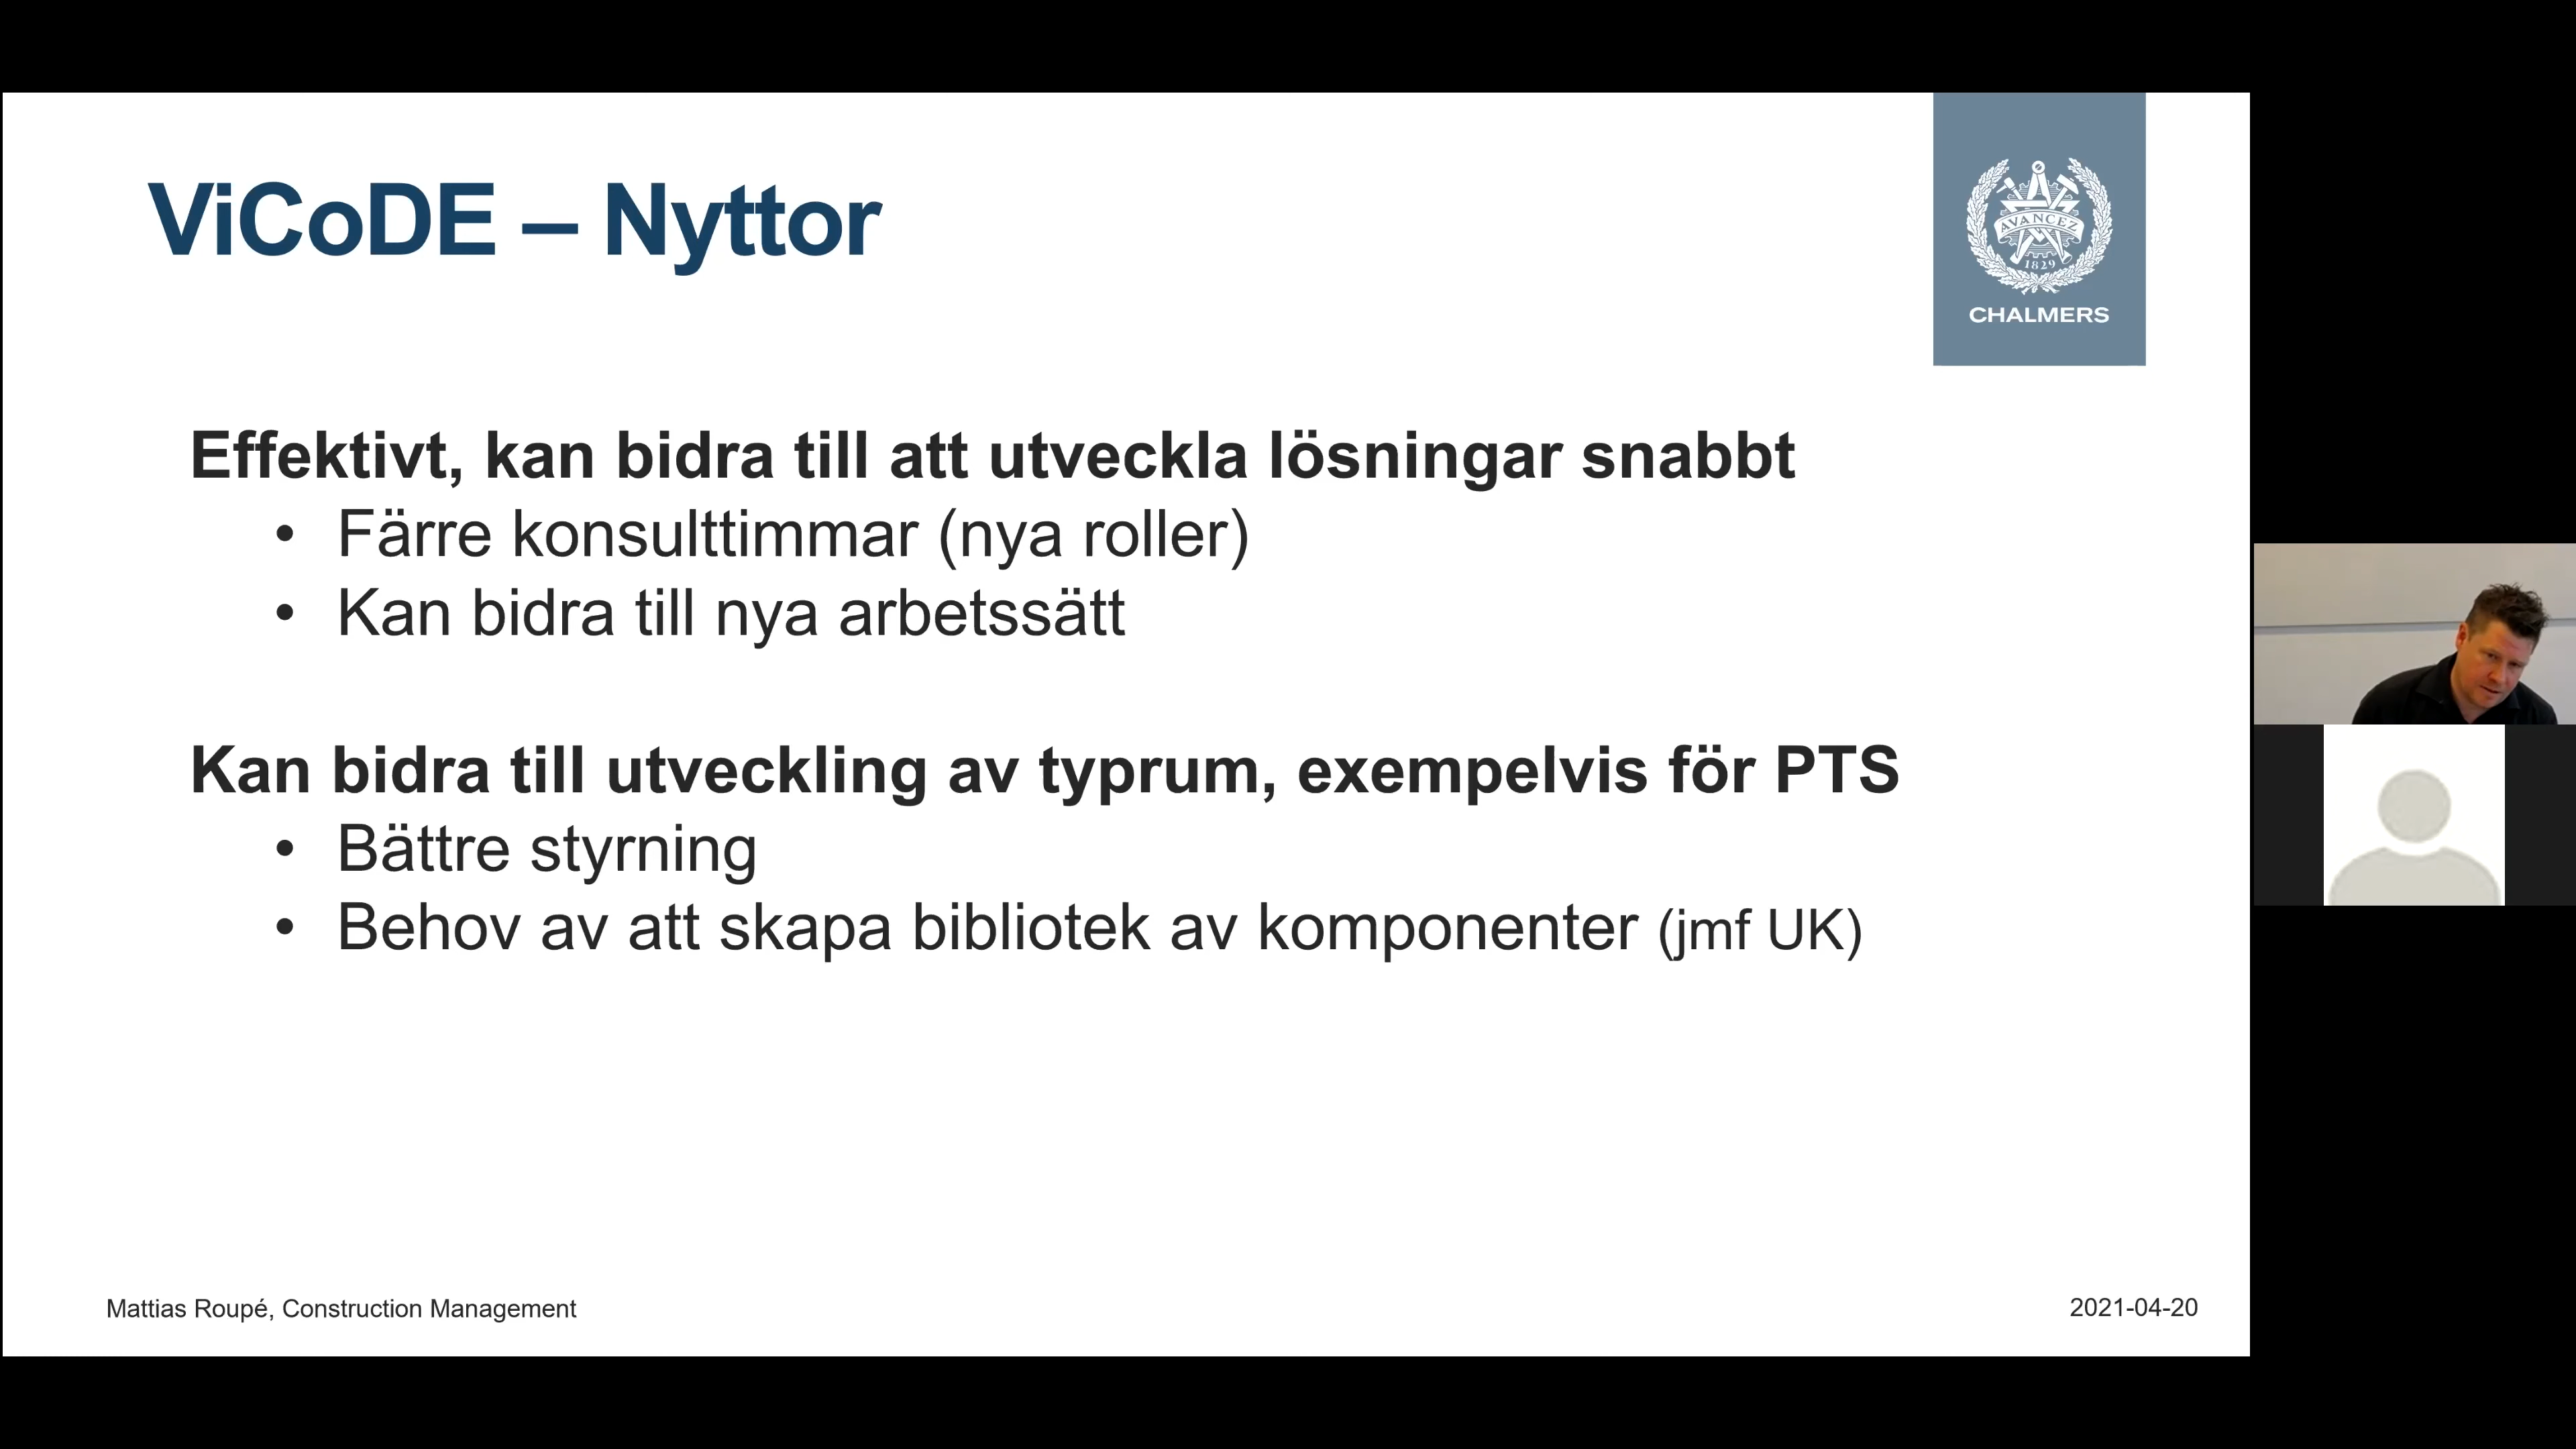 ViCoDE – Nyttor
AVANCEZ
1829
CHALMERS
Effektivt, kan bidra till att utveckla lösningar snabbt
• Färre konsulttimmar (nya roller)
• Kan bidra till nya arbetssätt
Kan bidra till utveckling av typrum, exempelvis för PTS
• Bättre styrning
• Behov av att skapa bibliotek av komponenter (jmf UK)
Mattias Roupé, Construction Management
2021-04-20